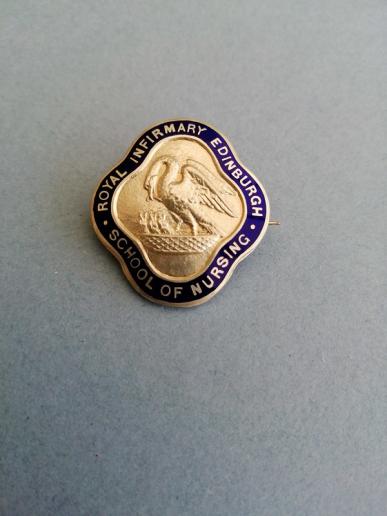 · ROYAL INFIRMARY EDINBURGH ·
SCHOOL OF NURSING